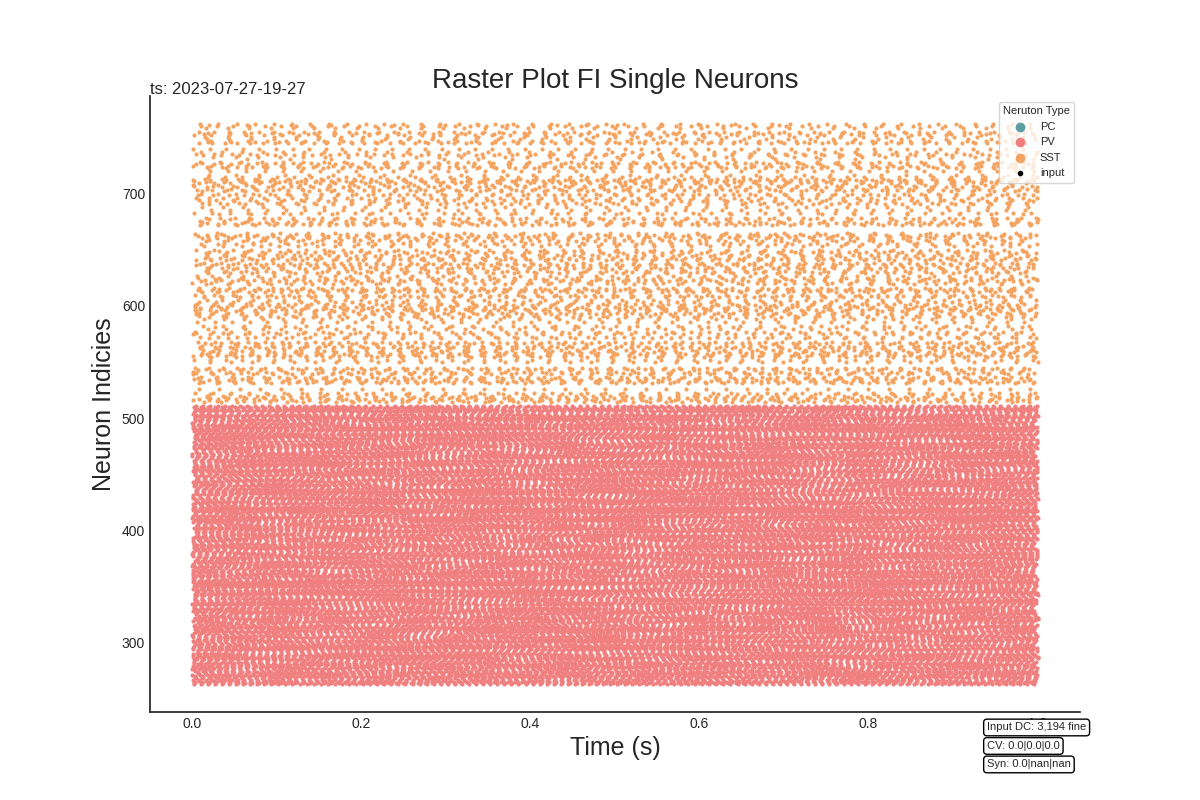 Raster Plot FI Single Neurons
ts: 2023-07-27-19-27
Neruton Type
PC
PV
SST
input
700
600
500
400
300
Neuron Indicies
0.0 0.2 0.4 0.6 0.8
Time (s)
Input DC: 3,194 fine
CV: 0.0|0.0|0.0
Syn: 0.0|nan|nan